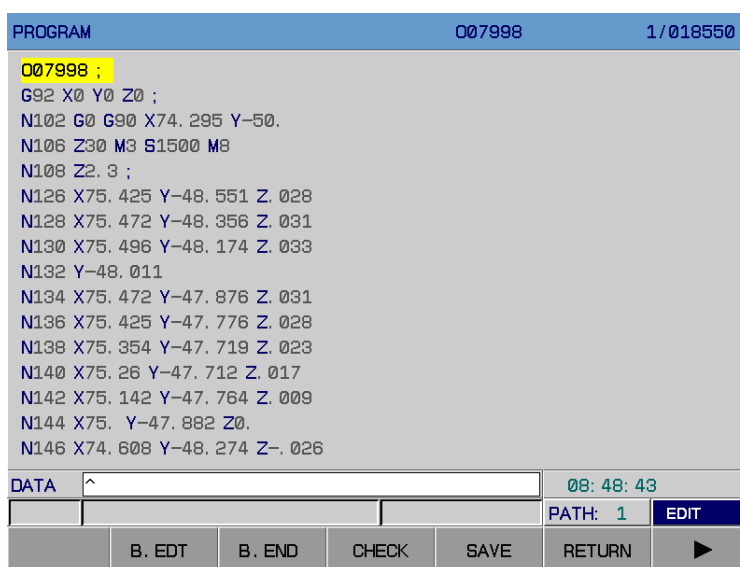 PROGRAM O07998 1/018550
O07998 ;
G92 X0 Y0 Z0 ;
N102 G0 G90 X74.295 Y-50.
N106 Z30 M3 S1500 M8
N108 Z2.3 ;
N126 X75.425 Y-48.551 Z.028
N128 X75.472 Y-48.356 Z.031
N130 X75.496 Y-48.174 Z.033
N132 Y-48.011
N134 X75.472 Y-47.876 Z.031
N136 X75.425 Y-47.776 Z.028
N138 X75.354 Y-47.719 Z.023
N140 X75.26 Y-47.712 Z.017
N142 X75.142 Y-47.764 Z.009
N144 X75. Y-47.882 Z0.
N146 X74.608 Y-48.274 Z-.026
DATA ^ 08:48:43
PATH: 1 EDIT
B.EDT B.END CHECK SAVE RETURN ▶